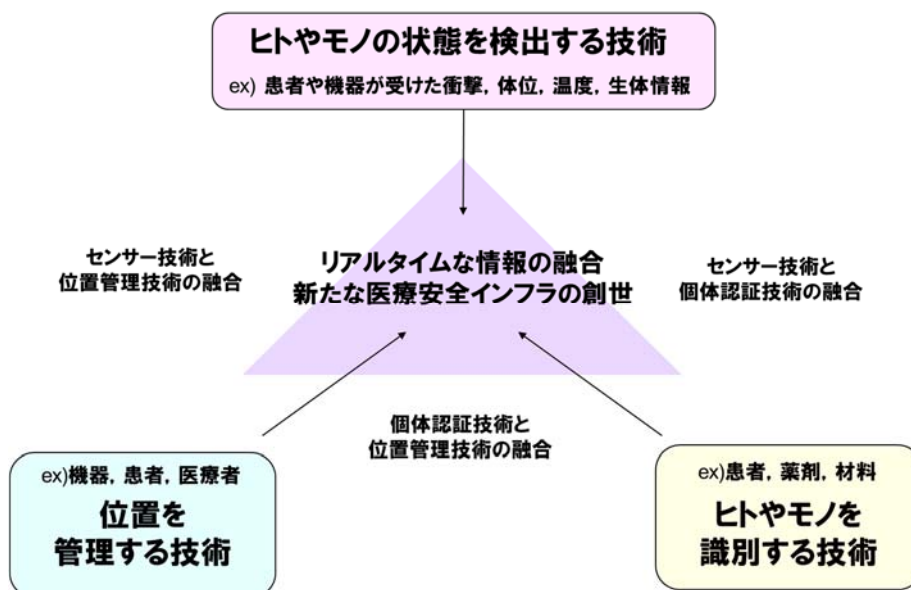 ヒトやモノの状態を検出する技術
ex) 患者や機器が受けた衝撃, 体位, 温度, 生体情報
センサー技術と
位置管理技術の融合
リアルタイムな情報の融合
新たな医療安全インフラの創世
センサー技術と
個体認証技術の融合
個体認証技術と
位置管理技術の融合
ex)機器, 患者, 医療者
位置を
管理する技術
ex)患者, 薬剤, 材料
ヒトやモノを
識別する技術